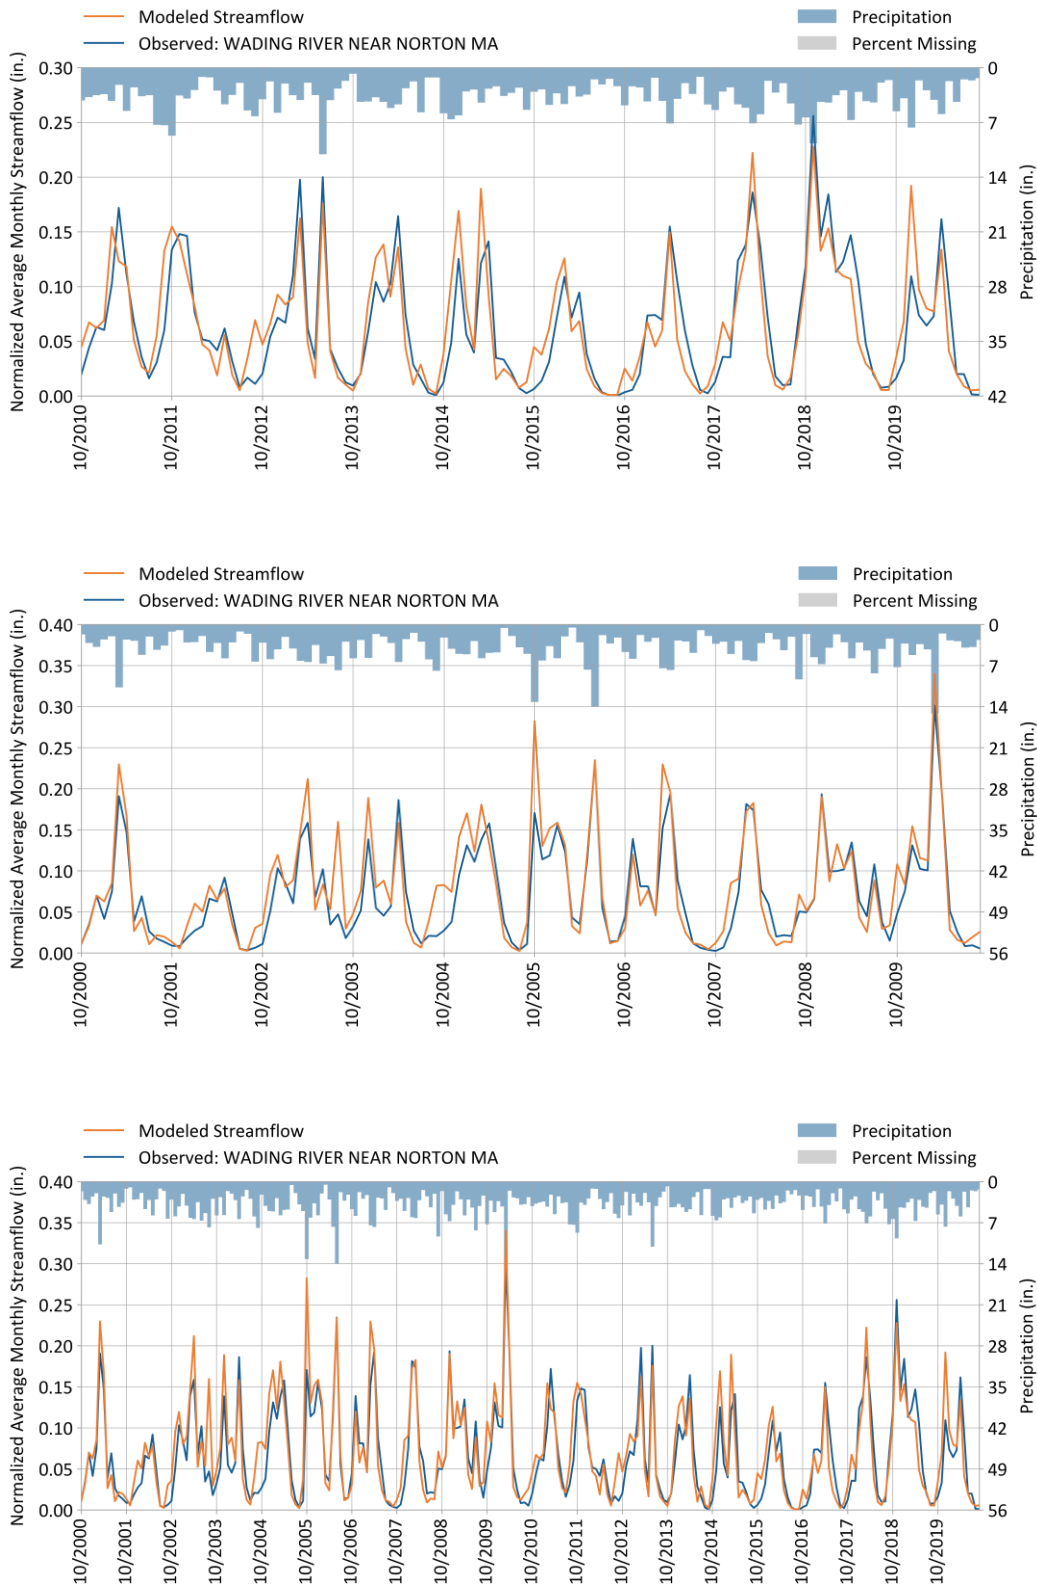 Modeled Streamflow Precipitation
Observed: WADING RIVER NEAR NORTON MA Percent Missing
Normalized Average Monthly Streamflow (in.)
0.30 0
0.25 7
0.20 14
0.15 21
0.10 28
0.05 35
0.00 42
Precipitation (in.)
10/2010 10/2011 10/2012 10/2013 10/2014 10/2015 10/2016 10/2017 10/2018 10/2019
Modeled Streamflow Precipitation
Observed: WADING RIVER NEAR NORTON MA Percent Missing
Normalized Average Monthly Streamflow (in.)
0.40 0
0.35 7
0.30 14
0.25 21
0.20 28
0.15 35
0.10 42
0.05 49
0.00 56
Precipitation (in.)
10/2000 10/2001 10/2002 10/2003 10/2004 10/2005 10/2006 10/2007 10/2008 10/2009
Modeled Streamflow Precipitation
Observed: WADING RIVER NEAR NORTON MA Percent Missing
Normalized Average Monthly Streamflow (in.)
0.40 0
0.35 7
0.30 14
0.25 21
0.20 28
0.15 35
0.10 42
0.05 49
0.00 56
Precipitation (in.)
10/2000 10/2001 10/2002 10/2003 10/2004 10/2005 10/2006 10/2007 10/2008 10/2009 10/2010 10/2011 10/2012 10/2013 10/2014 10/2015 10/2016 10/2017 10/2018 10/2019